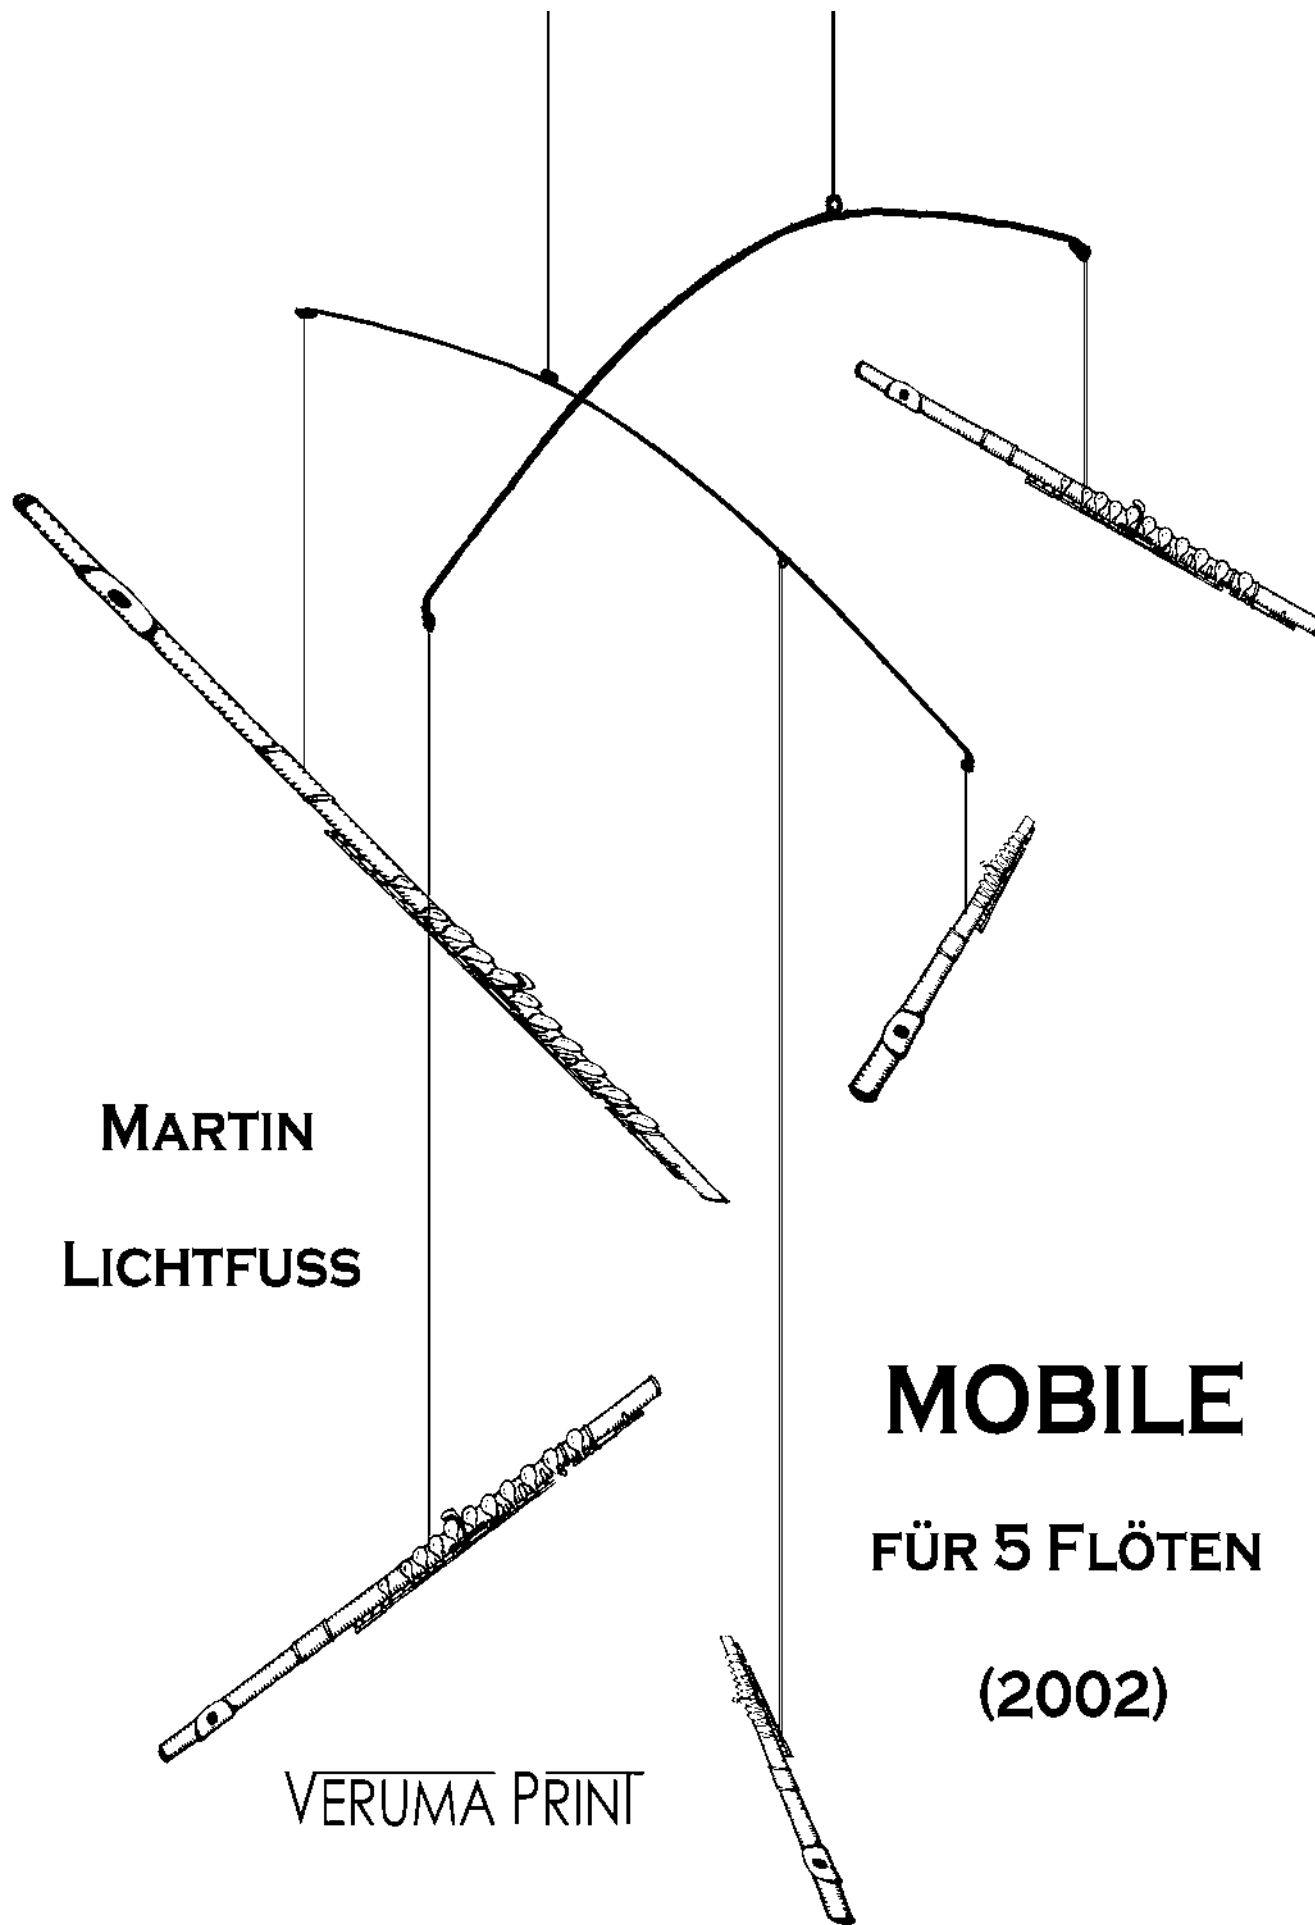 MARTIN
LICHTFUSS
MOBILE
FÜR 5 FLÖTEN
(2002)
VERUMA PRINT